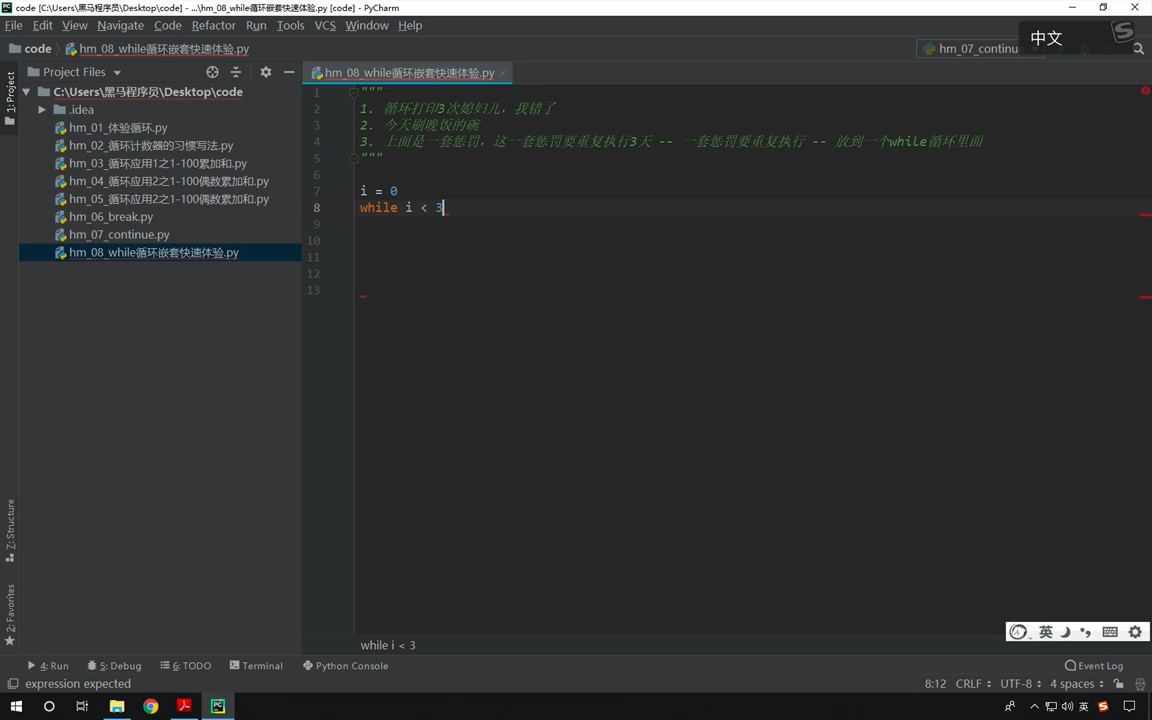 code [C:\Users\黑马程序员\Desktop\code] - ...\hm_08_while循环嵌套快速体验.py [code] - PyCharm
File Edit View Navigate Code Refactor Run Tools VCS Window Help
中文
code hm_08_while循环嵌套快速体验.py hm_07_continu
1: Project
Project Files
hm_08_while循环嵌套快速体验.py
C:\Users\黑马程序员\Desktop\code
.idea
hm_01_体验循环.py
hm_02_循环计数器的习惯写法.py
hm_03_循环应用1之1-100累加和.py
hm_04_循环应用2之1-100偶数累加和.py
hm_05_循环应用2之1-100偶数累加和.py
hm_06_break.py
hm_07_continue.py
hm_08_while循环嵌套快速体验.py
1 """
2 1. 循环打印3次媳妇儿，我错了
3 2. 今天刷晚饭的碗
4 3. 上面是一套惩罚，这一套惩罚要重复执行3天 -- 一套惩罚要重复执行 -- 放到一个while循环里面
5 """
6
7 i = 0
8 while i < 3
9
10
11
12
13
Z: Structure
2: Favorites
while i < 3
英
4: Run 5: Debug 6: TODO Terminal Python Console Event Log
expression expected 8:12 CRLF UTF-8 4 spaces
PC
英